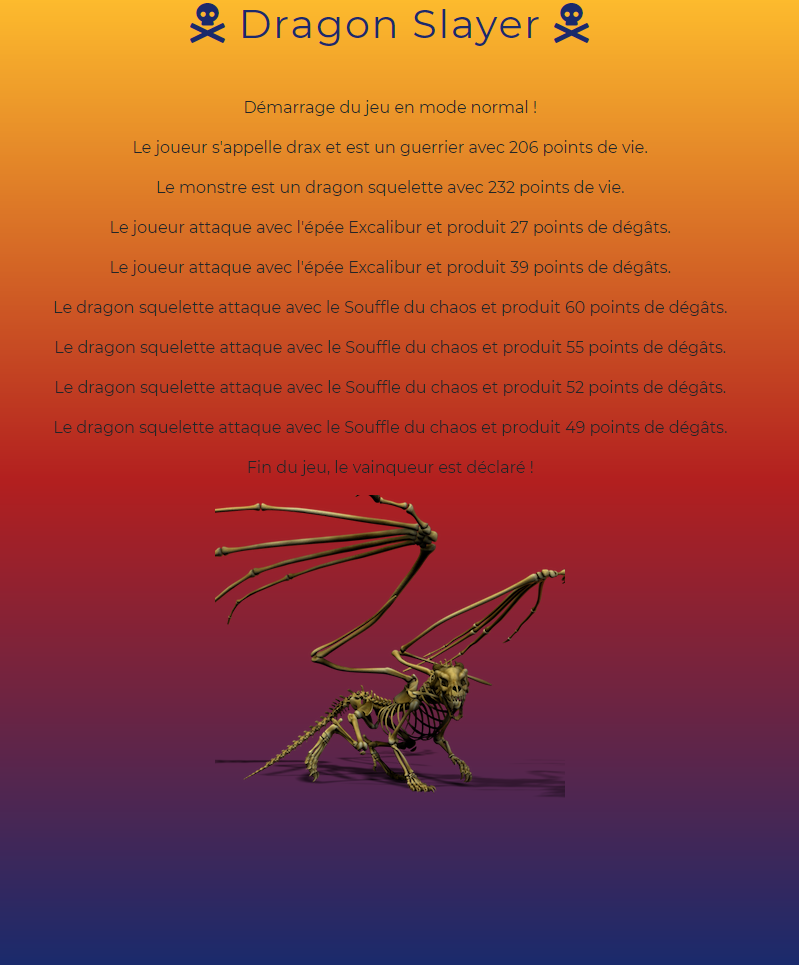 Dragon Slayer
Démarrage du jeu en mode normal !
Le joueur s'appelle drax et est un guerrier avec 206 points de vie.
Le monstre est un dragon squelette avec 232 points de vie.
Le joueur attaque avec l'épée Excalibur et produit 27 points de dégâts.
Le joueur attaque avec l'épée Excalibur et produit 39 points de dégâts.
Le dragon squelette attaque avec le Souffle du chaos et produit 60 points de dégâts.
Le dragon squelette attaque avec le Souffle du chaos et produit 55 points de dégâts.
Le dragon squelette attaque avec le Souffle du chaos et produit 52 points de dégâts.
Le dragon squelette attaque avec le Souffle du chaos et produit 49 points de dégâts.
Fin du jeu, le vainqueur est déclaré !